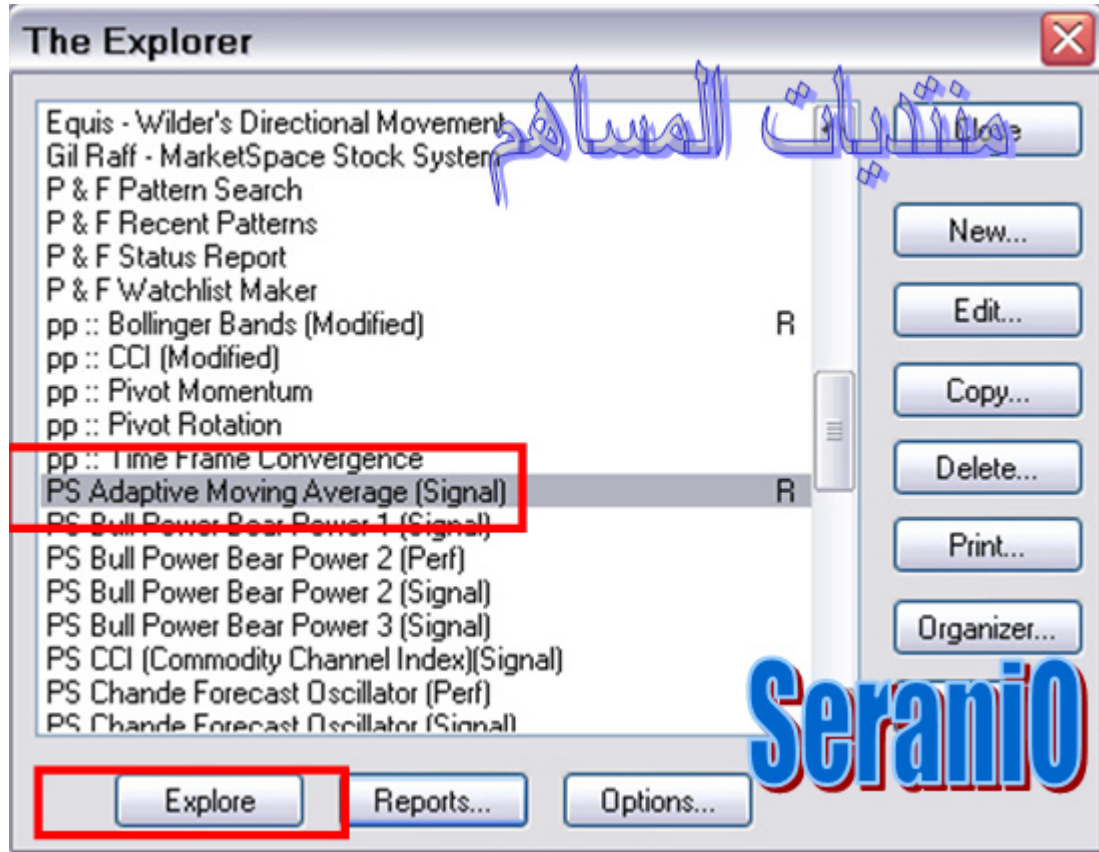 The Explorer
منتديات المساهم
Close
Equis - Wilder's Directional Movement
Gil Raff - MarketSpace Stock System
P & F Pattern Search
P & F Recent Patterns
New...
P & F Status Report
P & F Watchlist Maker
Edit...
pp :: Bollinger Bands (Modified) R
pp :: CCI (Modified)
pp :: Pivot Momentum
Copy...
pp :: Pivot Rotation
pp :: Time Frame Convergence
Delete...
PS Adaptive Moving Average (Signal) R
PS Bull Power Bear Power 1 (Signal)
PS Bull Power Bear Power 2 (Perf)
Print...
PS Bull Power Bear Power 2 (Signal)
PS Bull Power Bear Power 3 (Signal)
Organizer...
PS CCI (Commodity Channel Index)(Signal)
PS Chande Forecast Oscillator (Perf)
PS Chande Forecast Oscillator (Signal)
SeraniO
Explore
Reports...
Options...